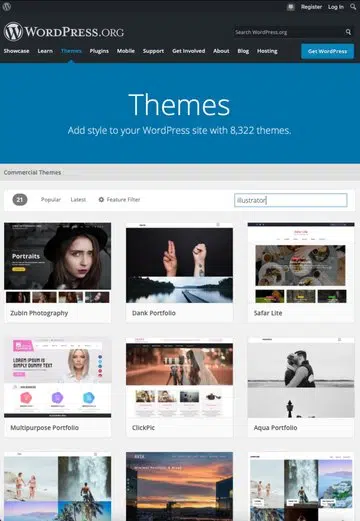 WORDPRESS.ORG
Register Log In
Search WordPress.org
Showcase Learn Themes Plugins Mobile Support Get Involved About Blog Hosting
Get WordPress
Themes
Add style to your WordPress site with 8,322 themes.
Commercial Themes
21 Popular Latest Feature Filter
illustrator
Portraits
Zubin Photography
Dank Portfolio
Safar Lite
LOREM IPSUM IS
SIMPLY DUMMY TEXT
Multipurpose Portfolio
ClickPic
Aqua Portfolio